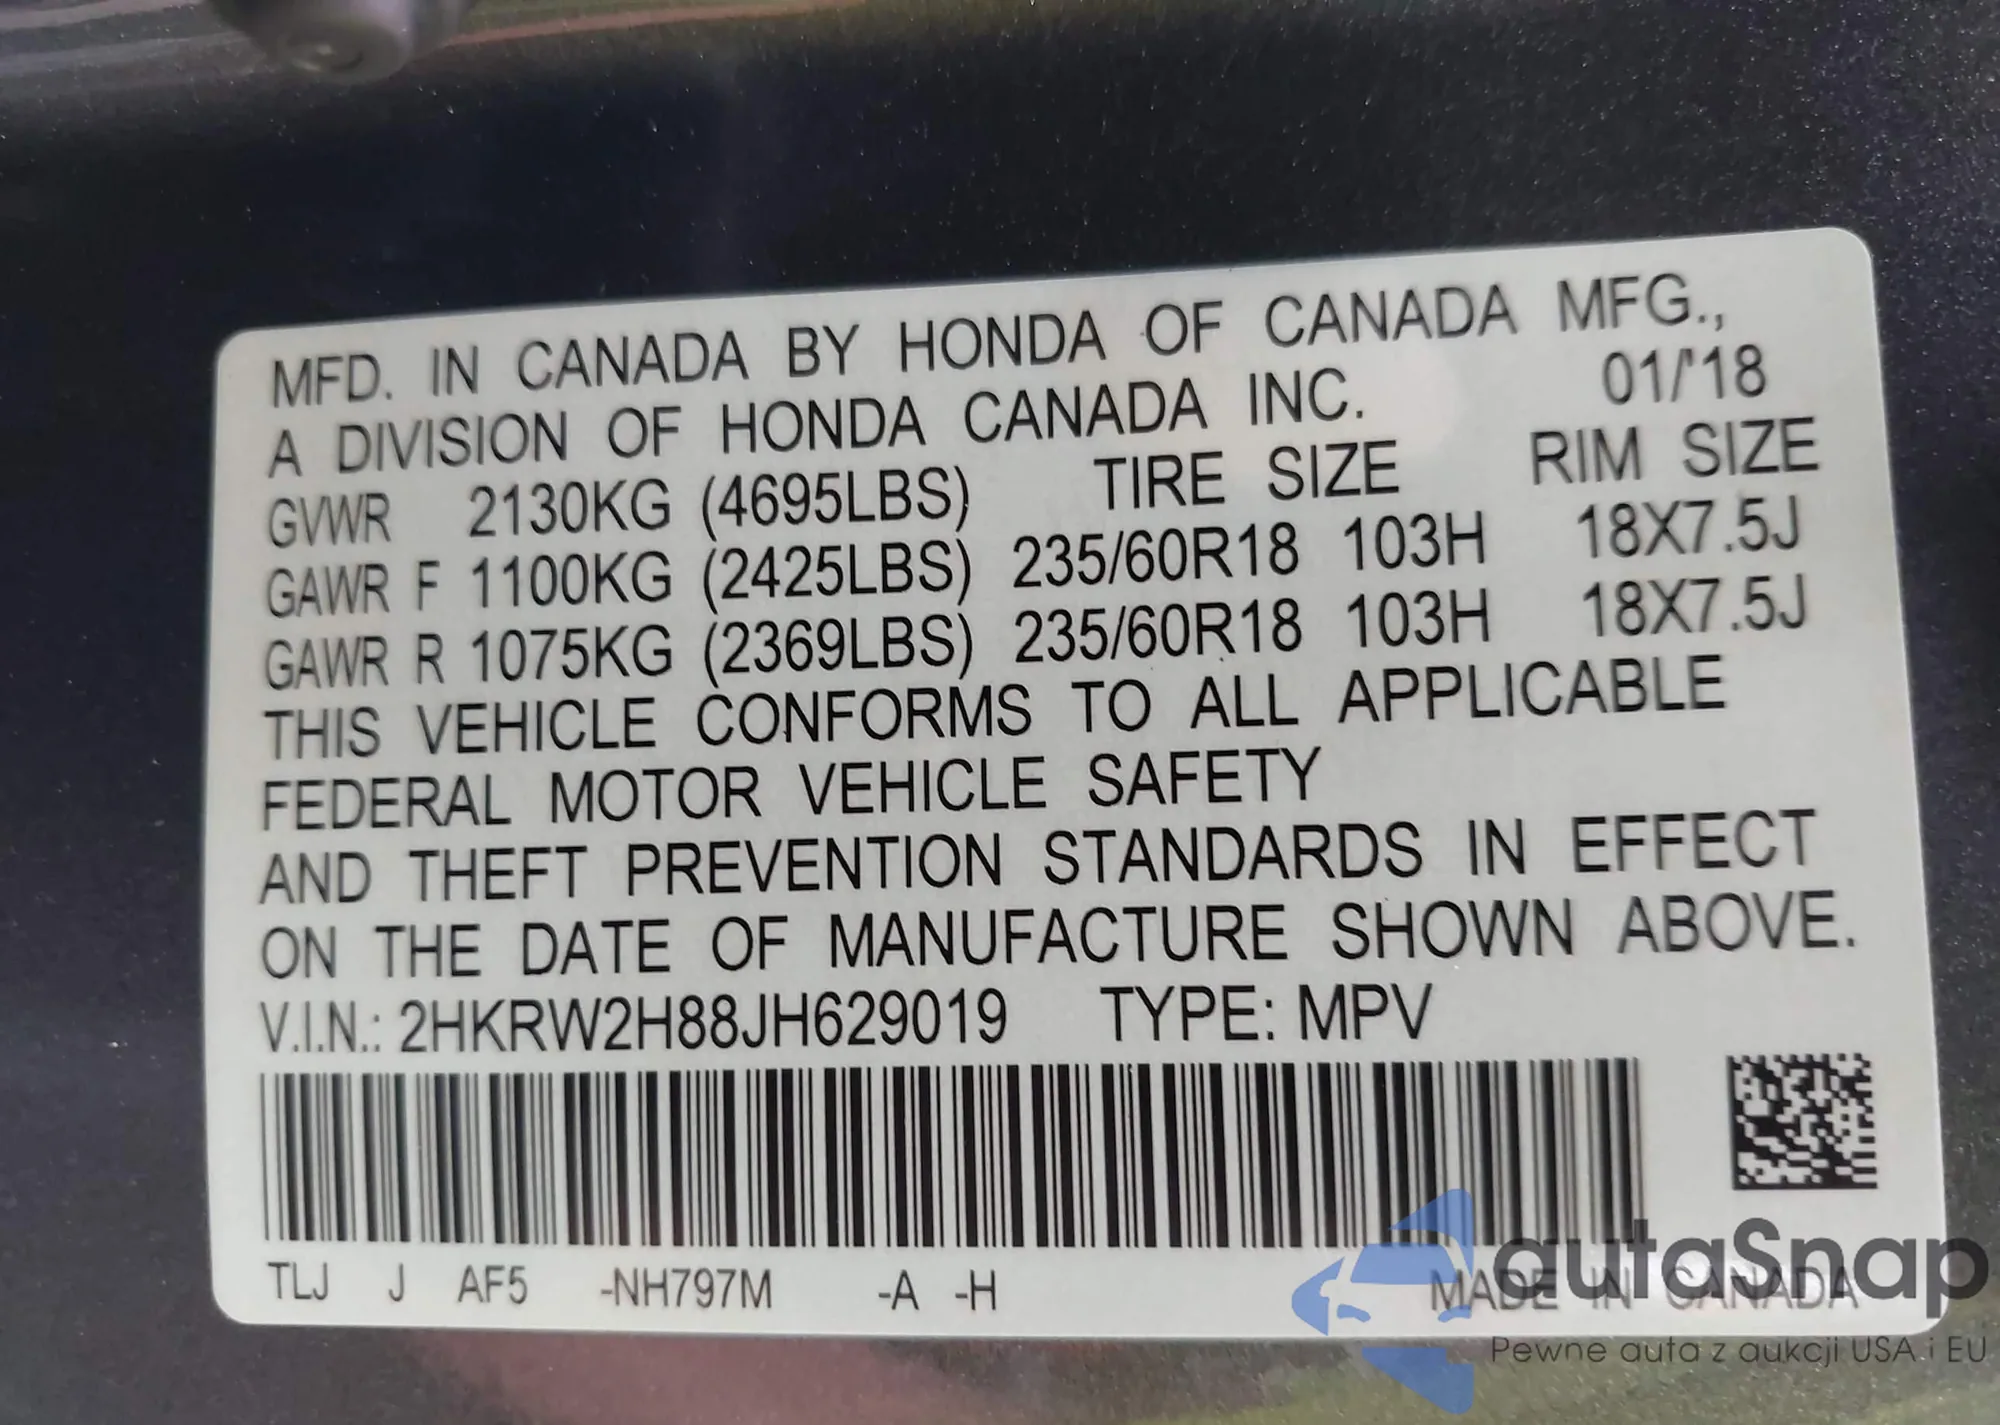 MFD. IN CANADA BY HONDA OF CANADA MFG.,
A DIVISION OF HONDA CANADA INC. 01/'18
GVWR 2130KG (4695LBS) TIRE SIZE RIM SIZE
GAWR F 1100KG (2425LBS) 235/60R18 103H 18X7.5J
GAWR R 1075KG (2369LBS) 235/60R18 103H 18X7.5J
THIS VEHICLE CONFORMS TO ALL APPLICABLE
FEDERAL MOTOR VEHICLE SAFETY
AND THEFT PREVENTION STANDARDS IN EFFECT
ON THE DATE OF MANUFACTURE SHOWN ABOVE.
V.I.N.: 2HKRW2H88JH629019 TYPE: MPV
TLJ J AF5 -NH797M -A -H MADE IN CANADA
autaSnap
Pewne auta z aukcji USA i EU